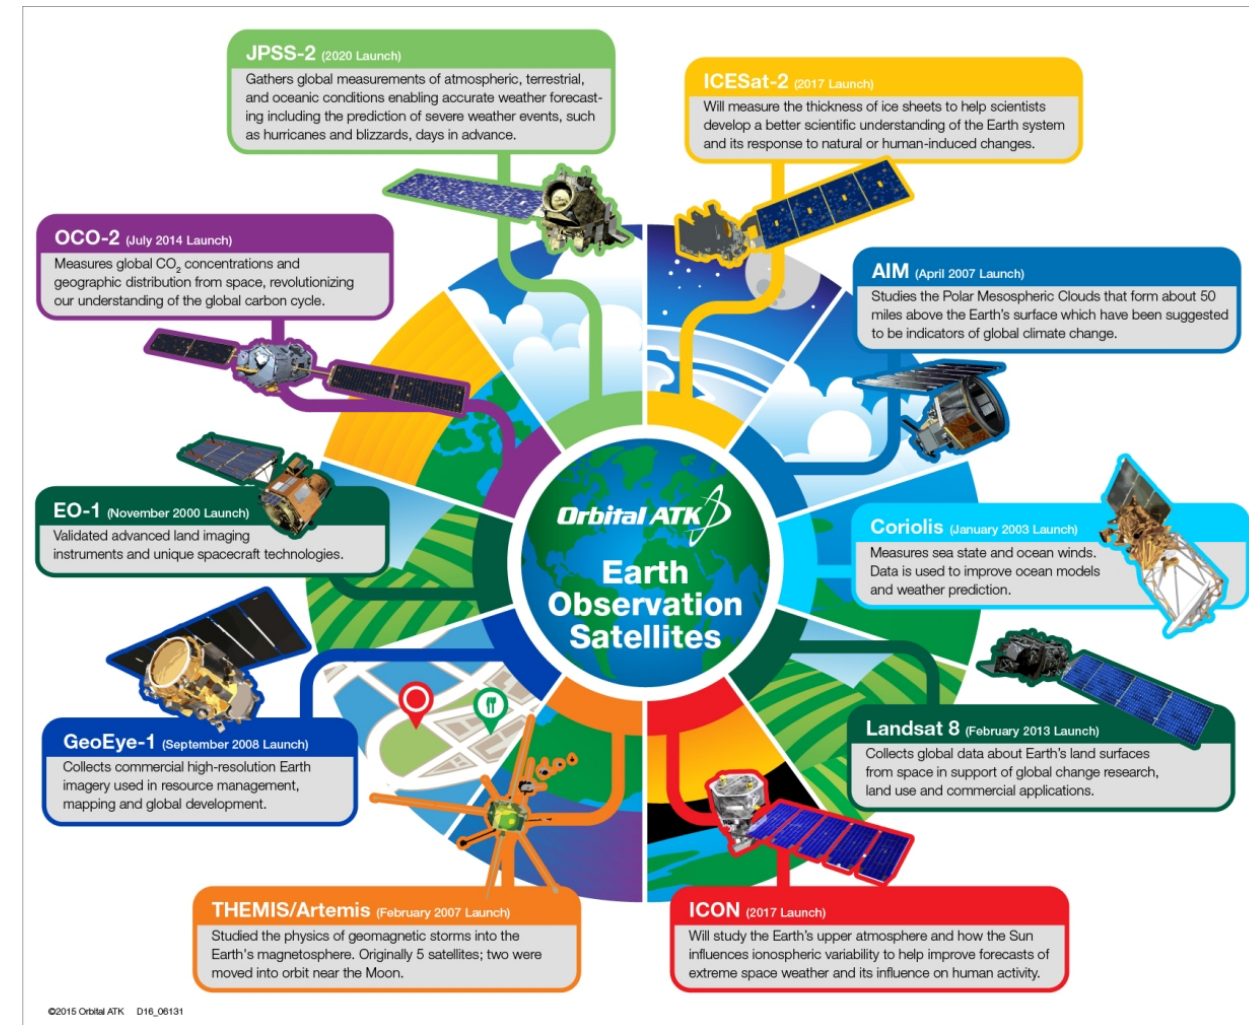 JPSS-2 (2020 Launch)
Gathers global measurements of atmospheric, terrestrial,
and oceanic conditions enabling accurate weather forecast-
ing including the prediction of severe weather events, such
as hurricanes and blizzards, days in advance.
ICESat-2 (2017 Launch)
Will measure the thickness of ice sheets to help scientists
develop a better scientific understanding of the Earth system
and its response to natural or human-induced changes.
OCO-2 (July 2014 Launch)
Measures global CO₂ concentrations and
geographic distribution from space, revolutionizing
our understanding of the global carbon cycle.
AIM (April 2007 Launch)
Studies the Polar Mesospheric Clouds that form about 50
miles above the Earth's surface which have been suggested
to be indicators of global climate change.
EO-1 (November 2000 Launch)
Validated advanced land imaging
instruments and unique spacecraft technologies.
Orbital ATK
Earth
Observation
Satellites
Coriolis (January 2003 Launch)
Measures sea state and ocean winds.
Data is used to improve ocean models
and weather prediction.
GeoEye-1 (September 2008 Launch)
Collects commercial high-resolution Earth
imagery used in resource management,
mapping and global development.
Landsat 8 (February 2013 Launch)
Collects global data about Earth's land surfaces
from space in support of global change research,
land use and commercial applications.
THEMIS/Artemis (February 2007 Launch)
Studied the physics of geomagnetic storms into the
Earth's magnetosphere. Originally 5 satellites; two were
moved into orbit near the Moon.
ICON (2017 Launch)
Will study the Earth's upper atmosphere and how the Sun
influences ionospheric variability to help improve forecasts of
extreme space weather and its influence on human activity.
©2015 Orbital ATK D16_06131